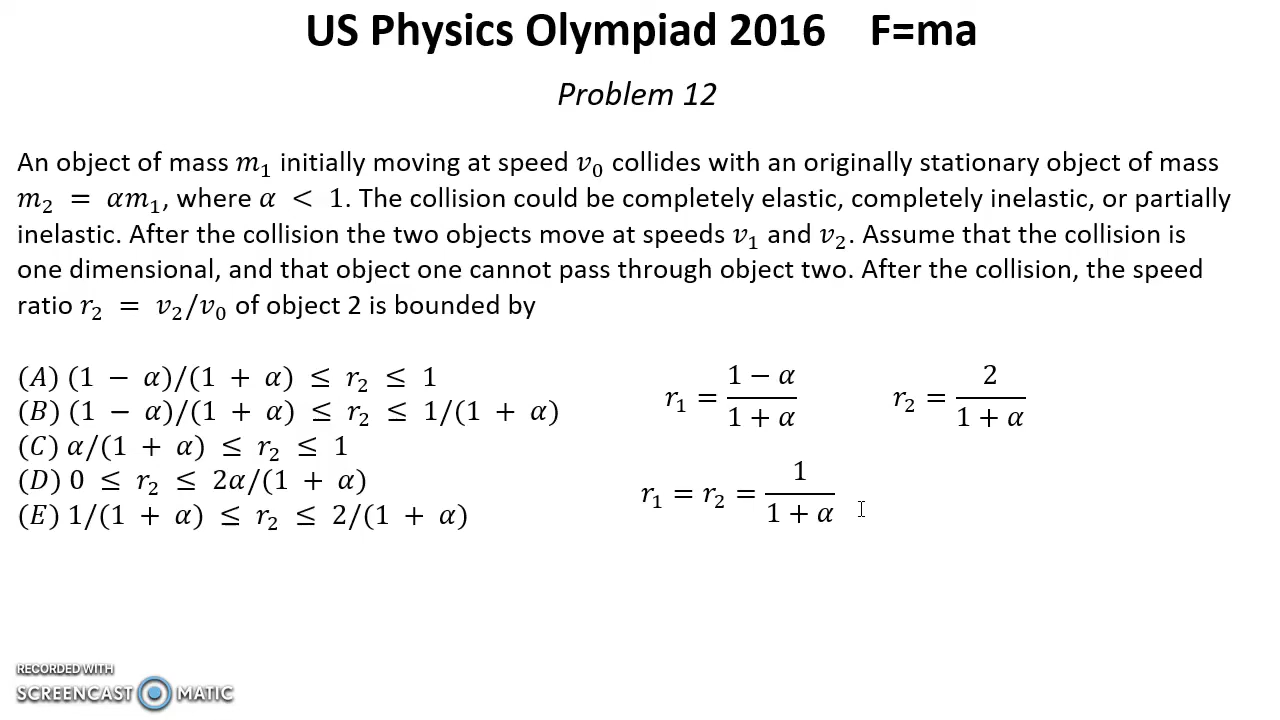 US Physics Olympiad 2016 F=ma
Problem 12
An object of mass m₁ initially moving at speed v₀ collides with an originally stationary object of mass
m₂ = αm₁, where α < 1. The collision could be completely elastic, completely inelastic, or partially
inelastic. After the collision the two objects move at speeds v₁ and v₂. Assume that the collision is
one dimensional, and that object one cannot pass through object two. After the collision, the speed
ratio r₂ = v₂/v₀ of object 2 is bounded by
(A) (1 − α)/(1 + α) ≤ r₂ ≤ 1
(B) (1 − α)/(1 + α) ≤ r₂ ≤ 1/(1 + α)
(C) α/(1 + α) ≤ r₂ ≤ 1
(D) 0 ≤ r₂ ≤ 2α/(1 + α)
(E) 1/(1 + α) ≤ r₂ ≤ 2/(1 + α)
r₁ = (1 − α)/(1 + α) r₂ = 2/(1 + α)
r₁ = r₂ = 1/(1 + α)
RECORDED WITH
SCREENCAST MATIC